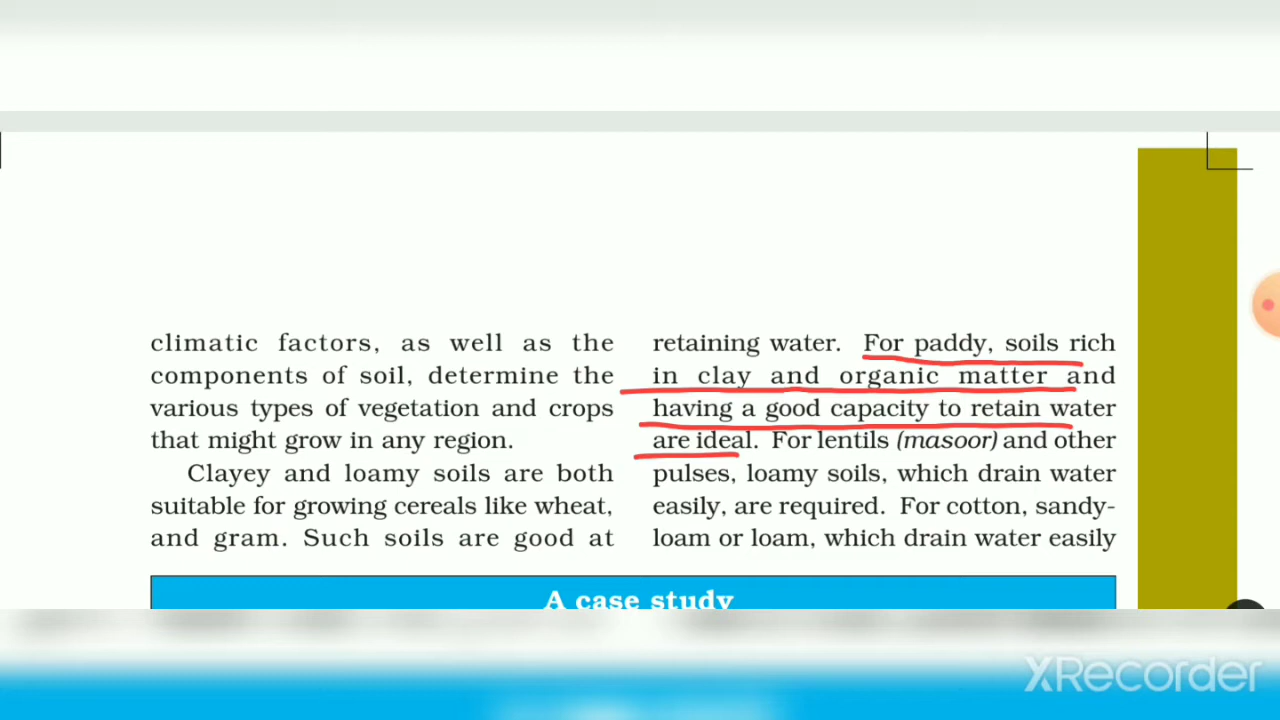 climatic factors, as well as the
components of soil, determine the
various types of vegetation and crops
that might grow in any region.
Clayey and loamy soils are both
suitable for growing cereals like wheat,
and gram. Such soils are good at
retaining water. For paddy, soils rich
in clay and organic matter and
having a good capacity to retain water
are ideal. For lentils (masoor) and other
pulses, loamy soils, which drain water
easily, are required. For cotton, sandy-
loam or loam, which drain water easily
A case study
XRecorder